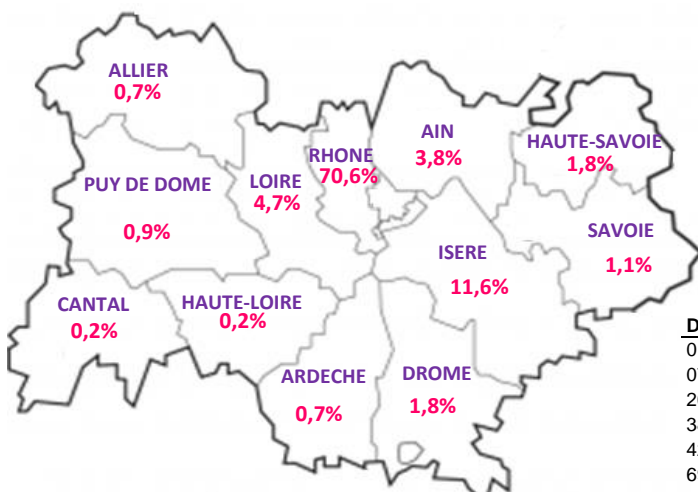 ALLIER
0,7%
AIN
3,8%
HAUTE-SAVOIE
1,8%
RHONE
70,6%
PUY DE DOME
0,9%
LOIRE
4,7%
SAVOIE
1,1%
ISERE
11,6%
CANTAL
0,2%
HAUTE-LOIRE
0,2%
ARDECHE
0,7%
DROME
1,8%